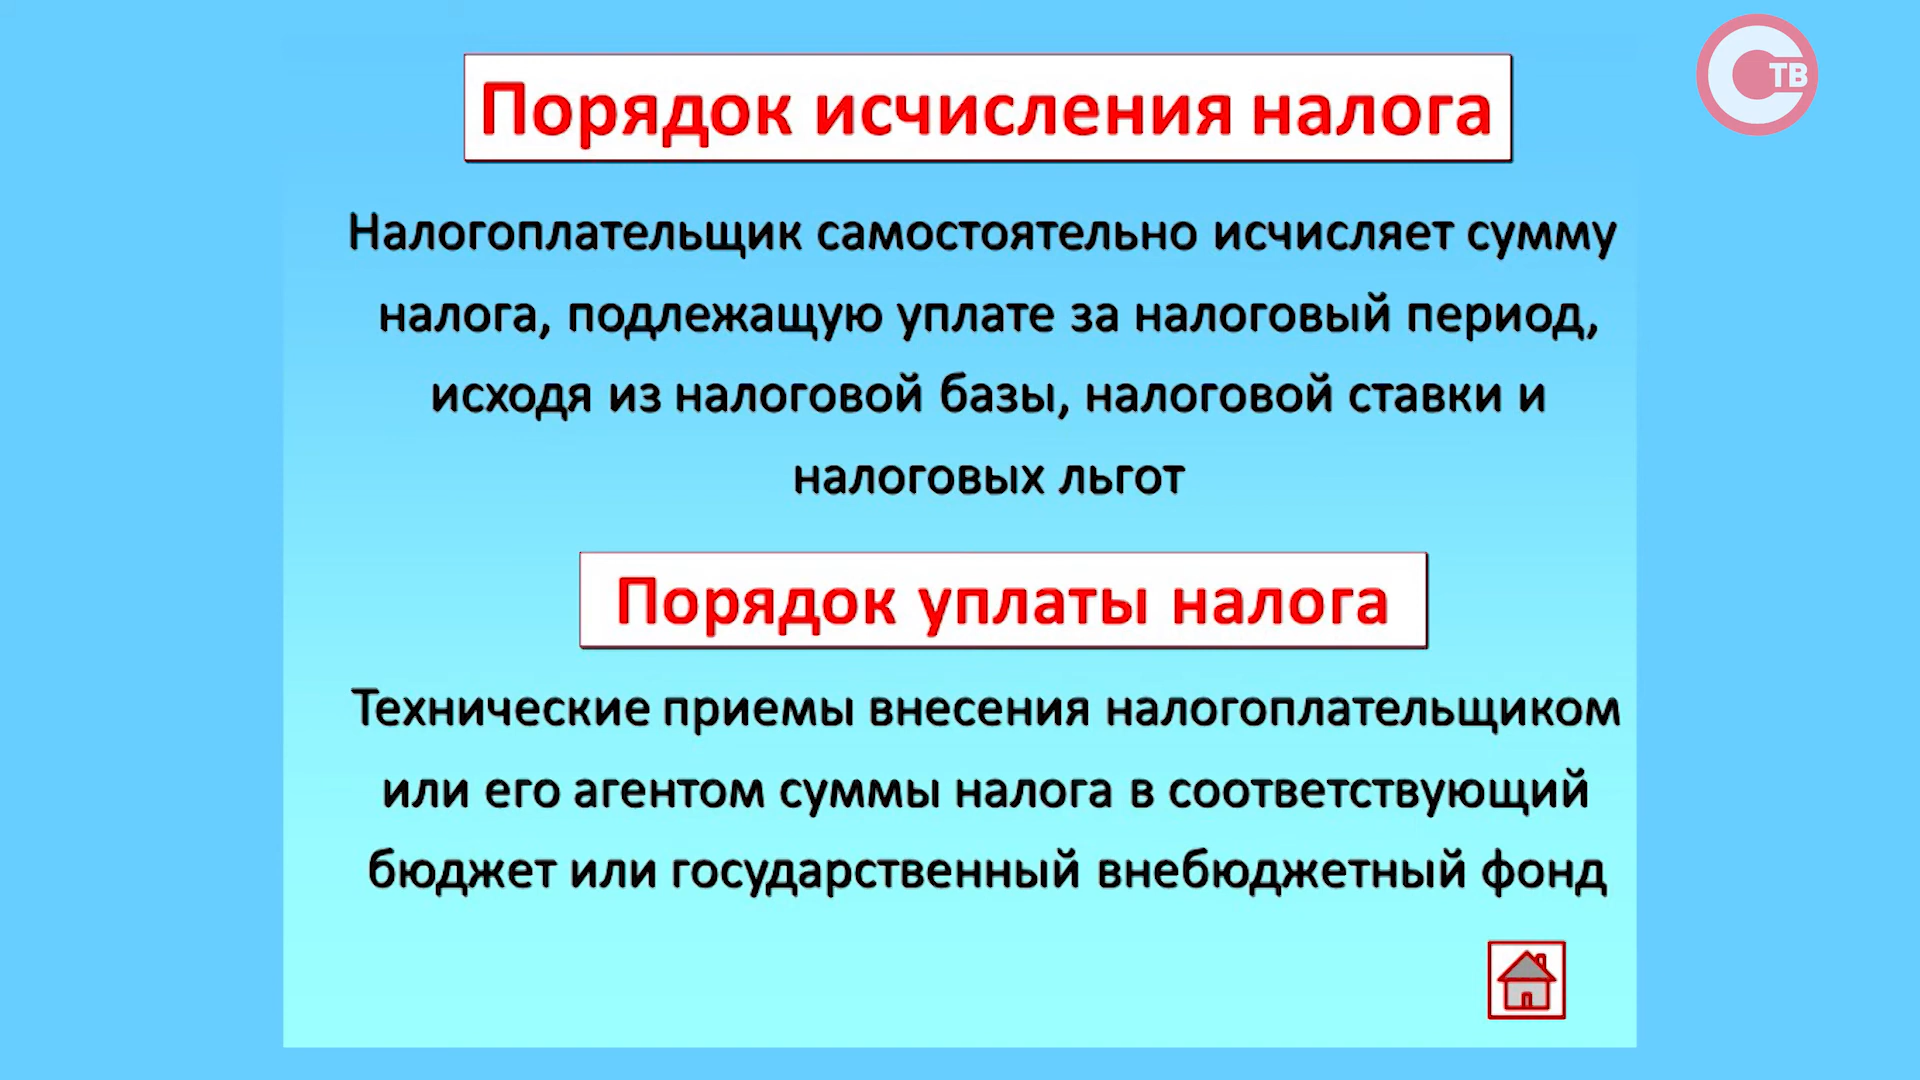 СТВ
Порядок исчисления налога
Налогоплательщик самостоятельно исчисляет сумму
налога, подлежащую уплате за налоговый период,
исходя из налоговой базы, налоговой ставки и
налоговых льгот
Порядок уплаты налога
Технические приемы внесения налогоплательщиком
или его агентом суммы налога в соответствующий
бюджет или государственный внебюджетный фонд